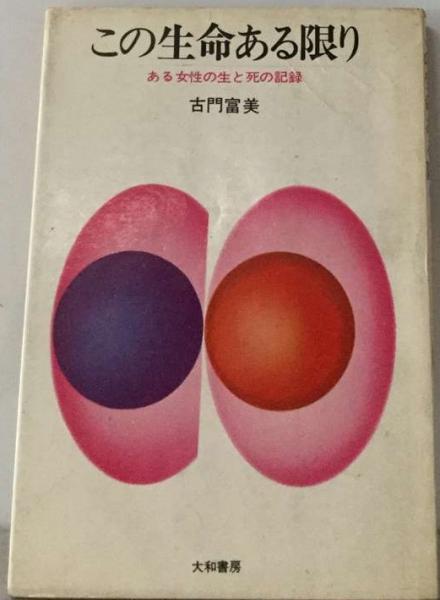 この生命ある限り
ある女性の生と死の記録
古門富美
大和書房